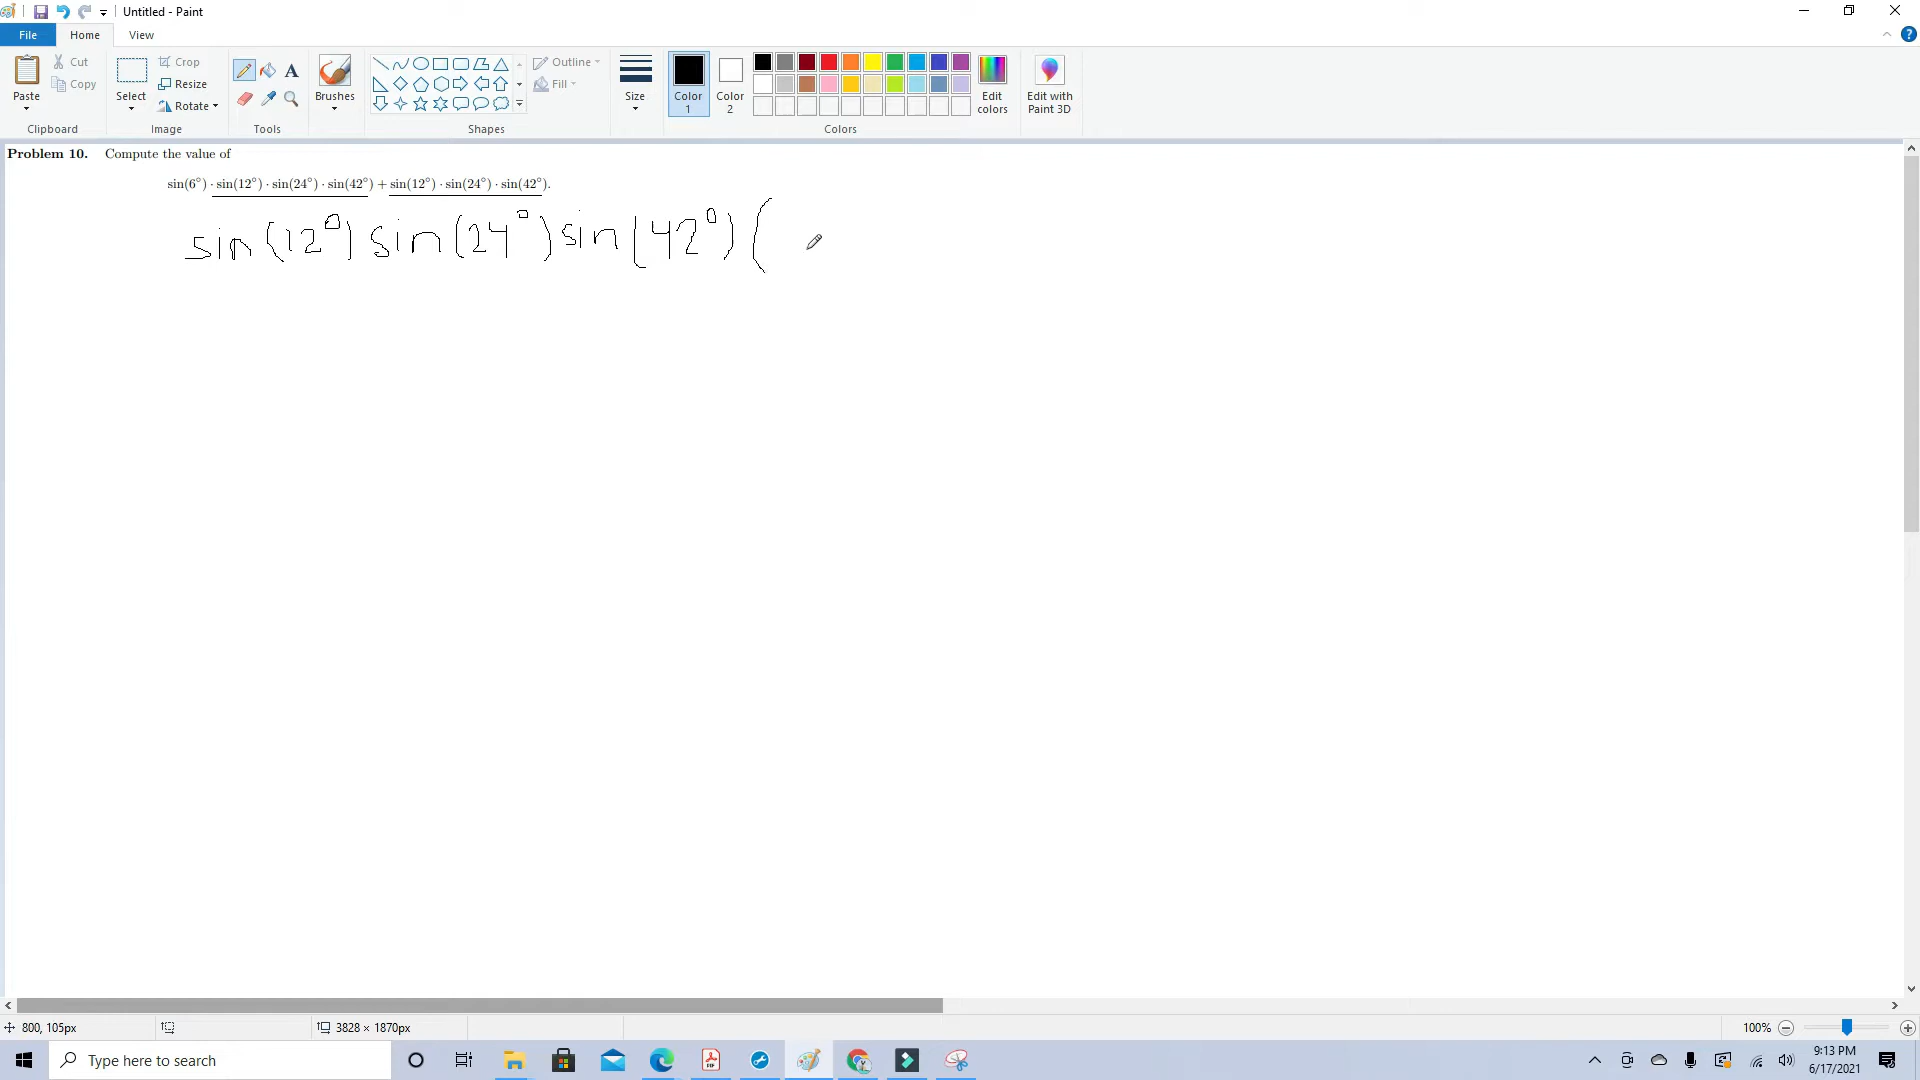 Untitled - Paint
File Home View
Paste Cut Copy Select Crop Resize Rotate Brushes Outline Fill Size Color 1 Color 2 Edit colors Edit with Paint 3D
Clipboard Image Tools Shapes Colors
Problem 10. Compute the value of
sin(6°) · sin(12°) · sin(24°) · sin(42°) + sin(12°) · sin(24°) · sin(42°).
sin(12°) sin(24°) sin(42°) (
800, 105px 3828 × 1870px 100%
Type here to search
9:13 PM
6/17/2021